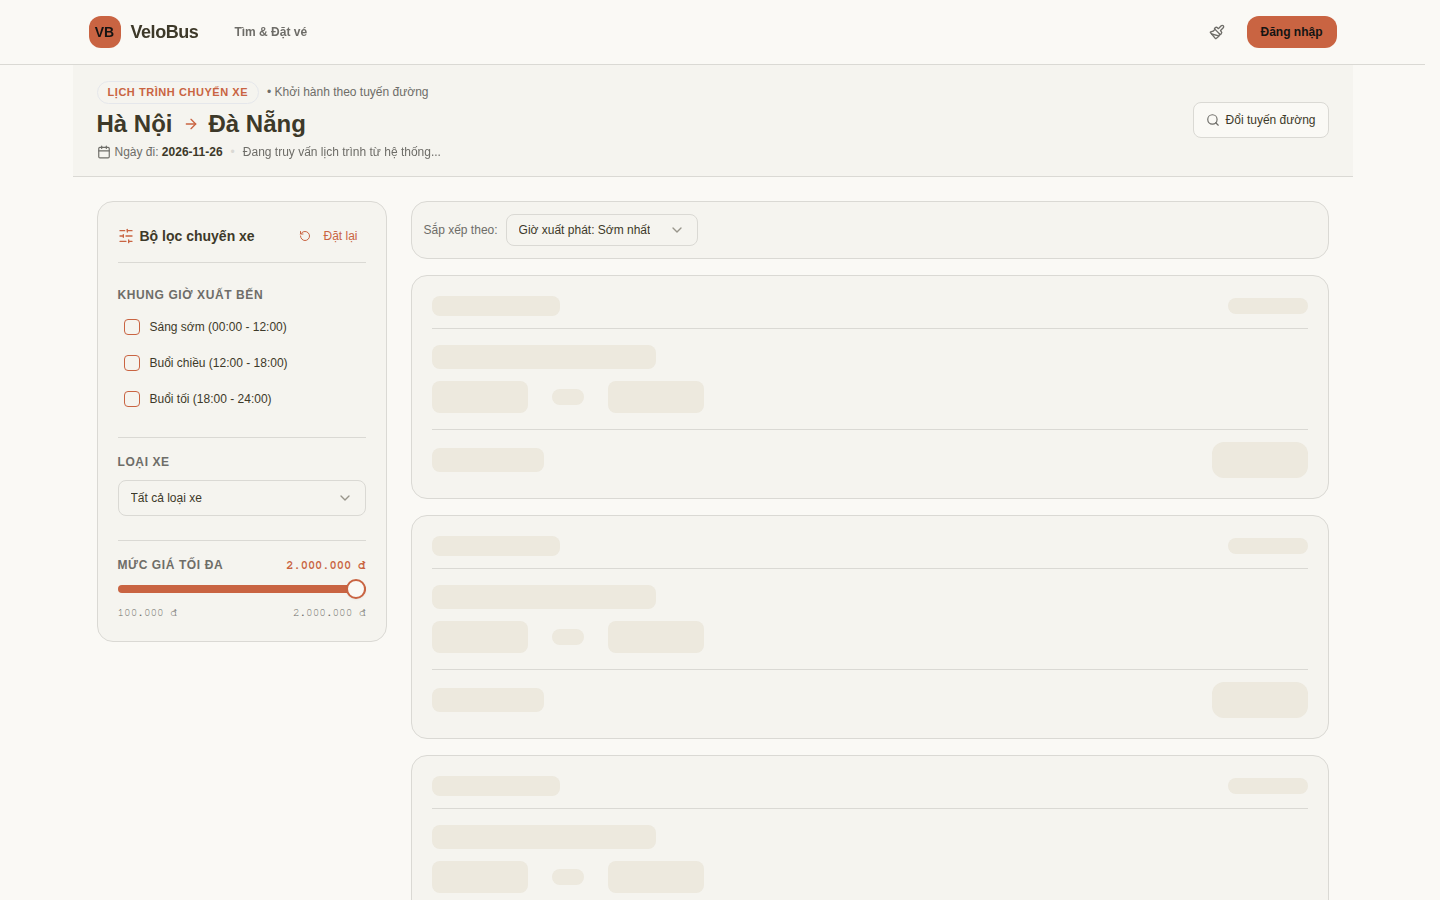 VB VeloBus Tìm & Đặt vé Đăng nhập
LỊCH TRÌNH CHUYẾN XE • Khởi hành theo tuyến đường
Hà Nội → Đà Nẵng
Đổi tuyến đường
Ngày đi: 2026-11-26 • Đang truy vấn lịch trình từ hệ thống...
Bộ lọc chuyến xe Đặt lại
KHUNG GIỜ XUẤT BẾN
Sáng sớm (00:00 - 12:00)
Buổi chiều (12:00 - 18:00)
Buổi tối (18:00 - 24:00)
LOẠI XE
Tất cả loại xe
MỨC GIÁ TỐI ĐA 2.000.000 đ
100.000 đ 2.000.000 đ
Sắp xếp theo: Giờ xuất phát: Sớm nhất